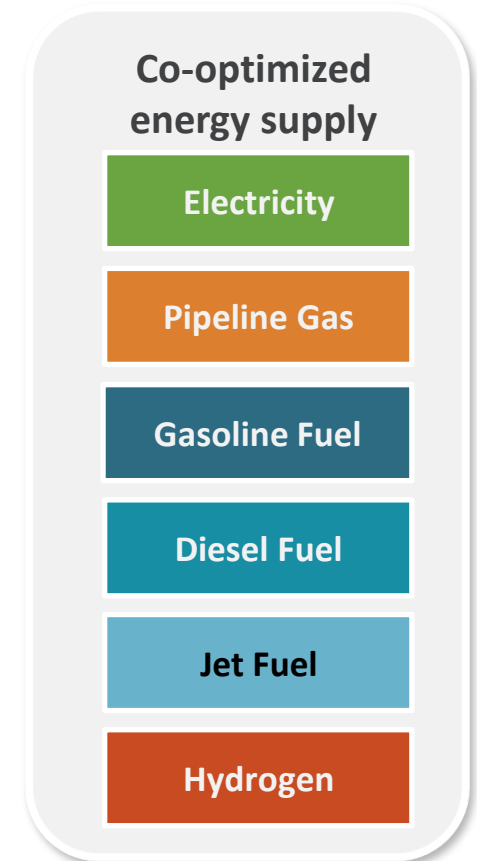 Co-optimized
energy supply
Electricity
Pipeline Gas
Gasoline Fuel
Diesel Fuel
Jet Fuel
Hydrogen